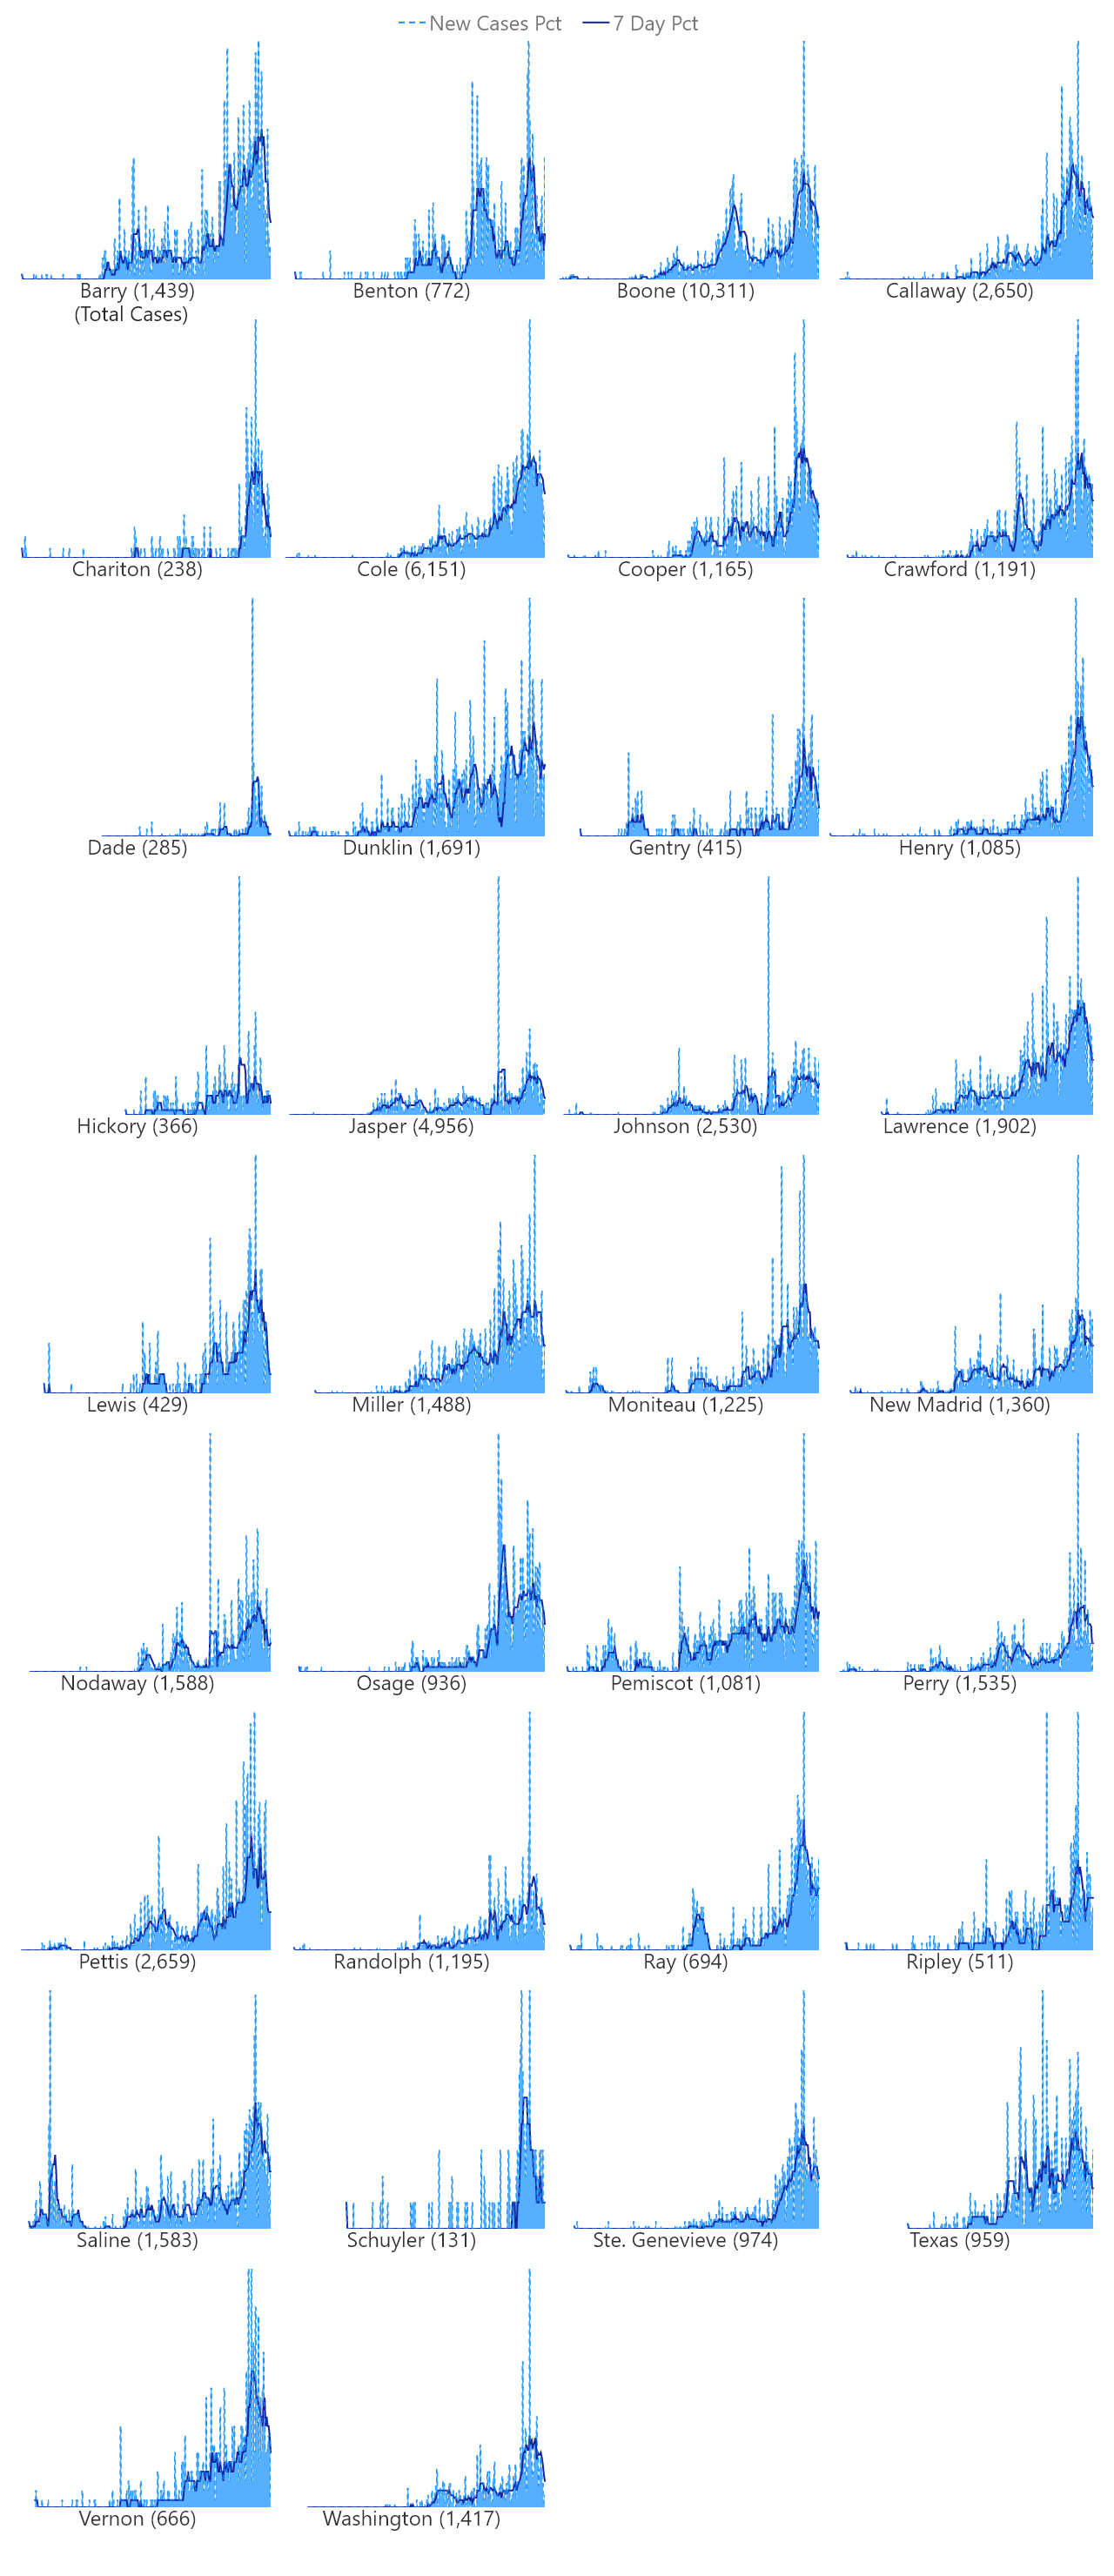 New Cases Pct 7 Day Pct
Barry (1,439) Benton (772) Boone (10,311) Callaway (2,650)
(Total Cases)
Chariton (238) Cole (6,151) Cooper (1,165) Crawford (1,191)
Dade (285) Dunklin (1,691) Gentry (415) Henry (1,085)
Hickory (366) Jasper (4,956) Johnson (2,530) Lawrence (1,902)
Lewis (429) Miller (1,488) Moniteau (1,225) New Madrid (1,360)
Nodaway (1,588) Osage (936) Pemiscot (1,081) Perry (1,535)
Pettis (2,659) Randolph (1,195) Ray (694) Ripley (511)
Saline (1,583) Schuyler (131) Ste. Genevieve (974) Texas (959)
Vernon (666) Washington (1,417)